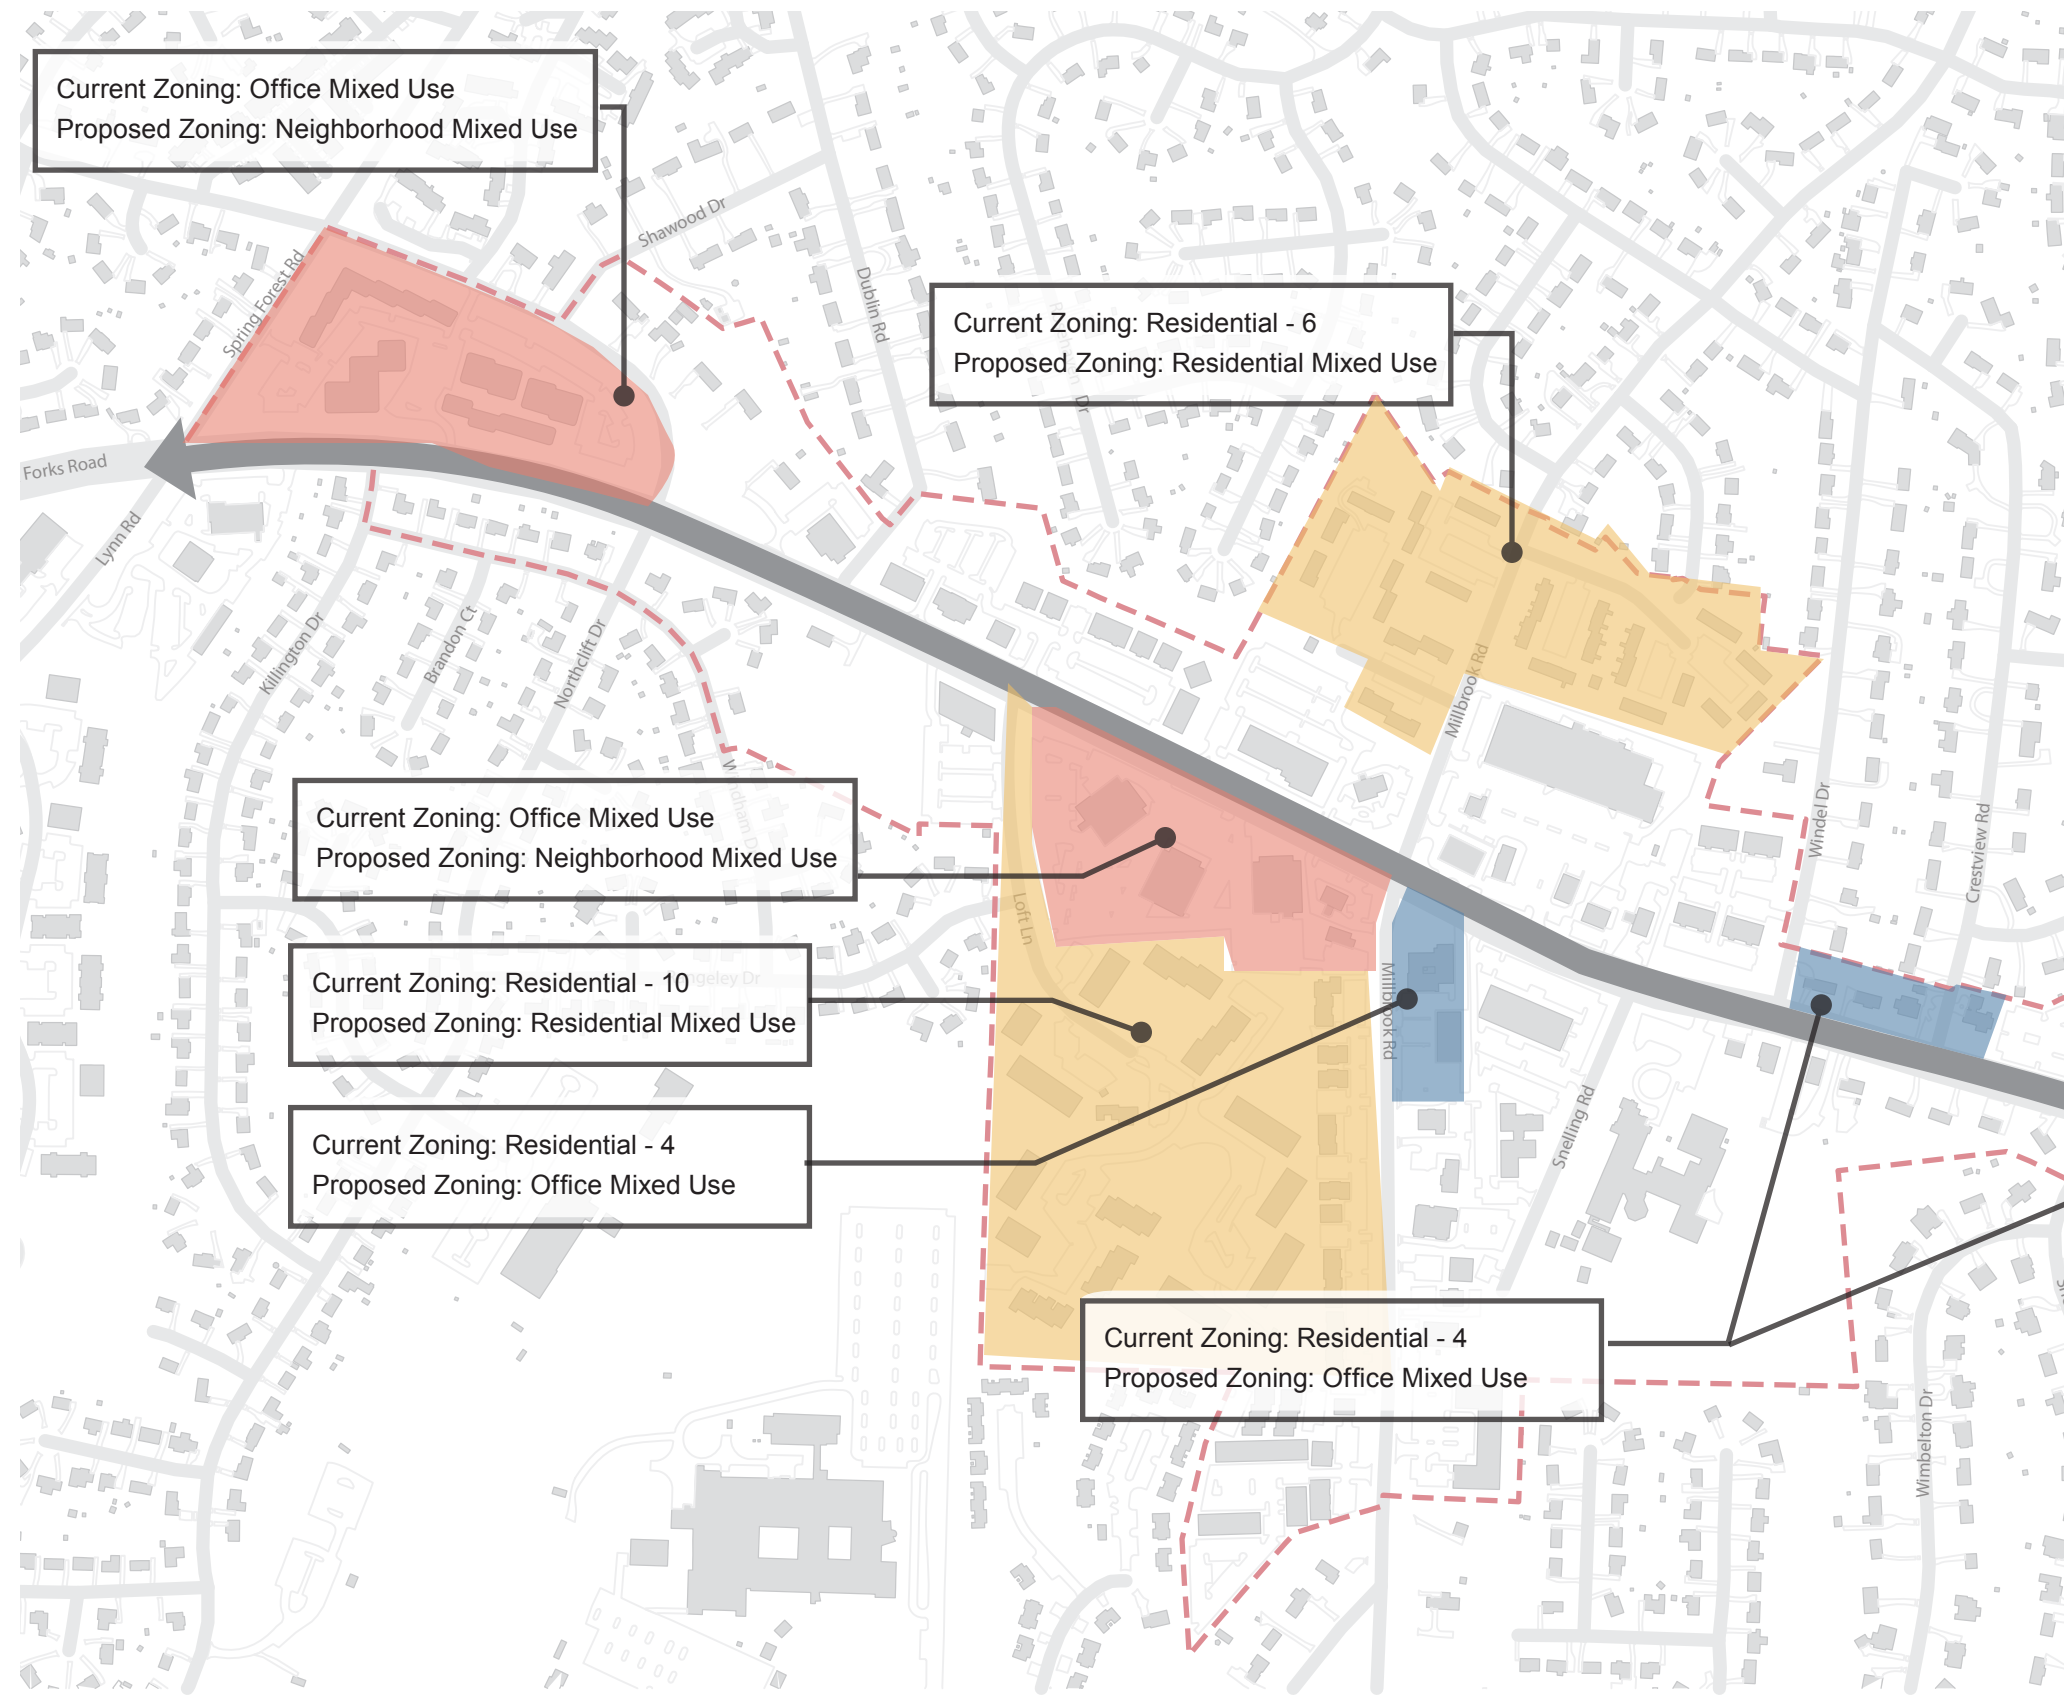 Current Zoning: Office Mixed Use
Proposed Zoning: Neighborhood Mixed Use
Shawood Dr
Spring Forest Rd
Dublin Rd
Current Zoning: Residential - 6
Proposed Zoning: Residential Mixed Use
Dr
Forks Road
Lynn Rd
Killington Dr
Brandon Ct
Northclift Dr
Millbrook Rd
Windel Dr
Crestview Rd
Current Zoning: Office Mixed Use
Proposed Zoning: Neighborhood Mixed Use
Loft Ln
Current Zoning: Residential - 10
Proposed Zoning: Residential Mixed Use
geley Dr
Millbrook Rd
Current Zoning: Residential - 4
Proposed Zoning: Office Mixed Use
Snelling Rd
Current Zoning: Residential - 4
Proposed Zoning: Office Mixed Use
Wimbelton Dr